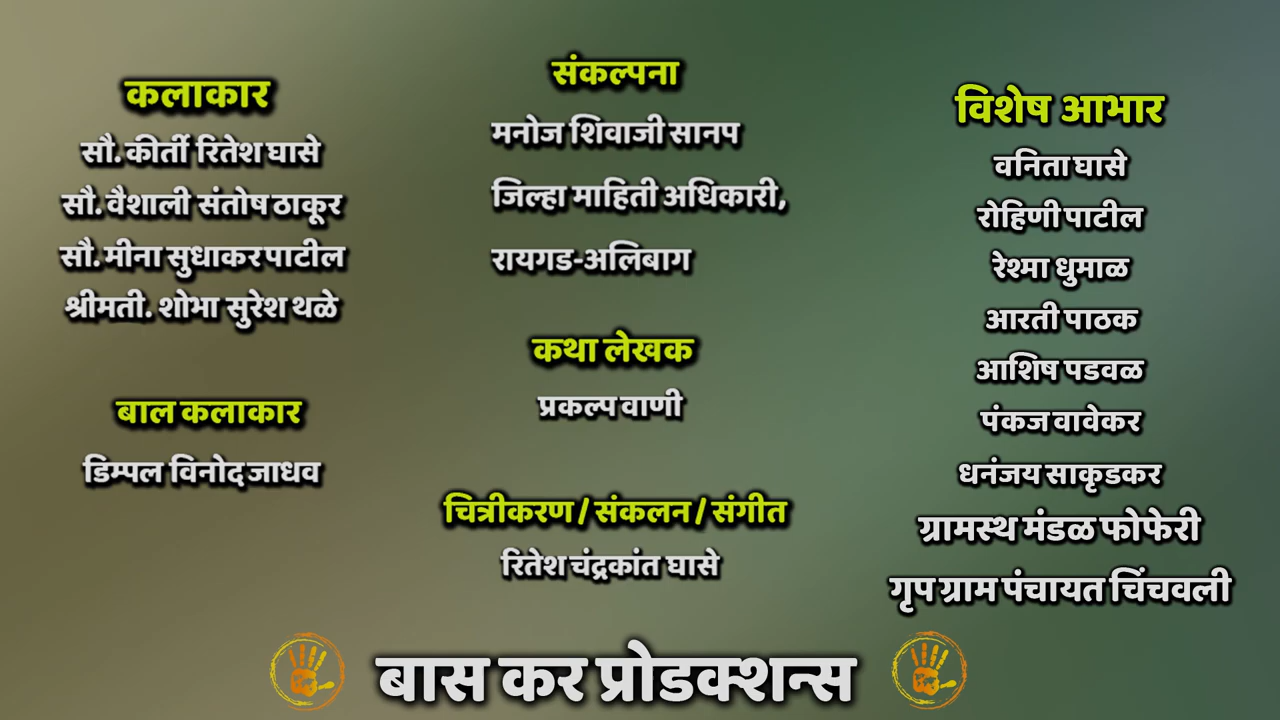 कलाकार
सौ. कीर्ती रितेश घासे
सौ. वैशाली संतोष ठाकूर
सौ. मीना सुधाकर पाटील
श्रीमती. शोभा सुरेश थळे
बाल कलाकार
डिम्पल विनोद जाधव
संकल्पना
मनोज शिवाजी सानप
जिल्हा माहिती अधिकारी,
रायगड-अलिबाग
कथा लेखक
प्रकल्प वाणी
चित्रीकरण / संकलन / संगीत
रितेश चंद्रकांत घासे
विशेष आभार
वनिता घासे
रोहिणी पाटील
रेश्मा धुमाळ
आरती पाठक
आशिष पडवळ
पंकज वावेकर
धनंजय साकृडकर
ग्रामस्थ मंडळ फोफेरी
गृप ग्राम पंचायत चिंचवली
बास कर प्रोडक्शन्स